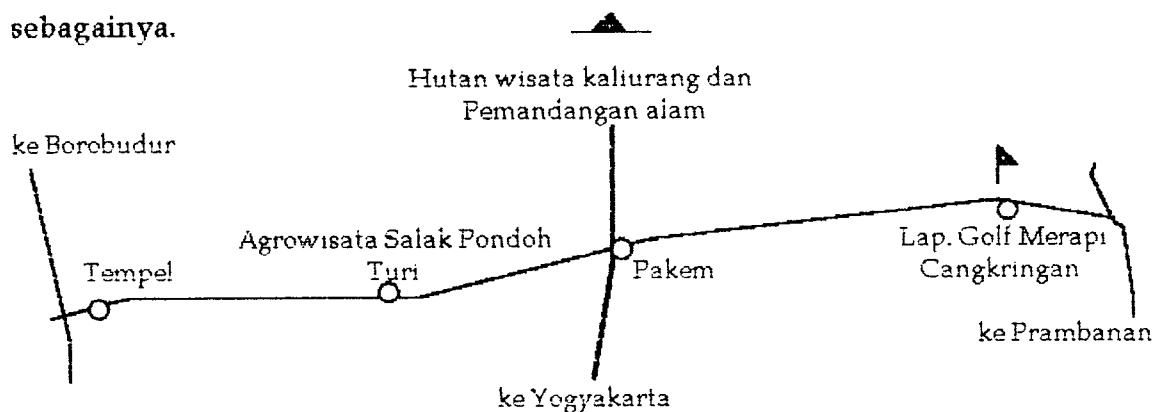 sebagainya.
Hutan wisata kaliurang dan
Pemandangan alam
ke Borobudur
Agrowisata Salak Pondoh
Turi
Tempel
Pakem
Lap. Golf Merapi
Cangkringan
ke Prambanan
ke Yogyakarta